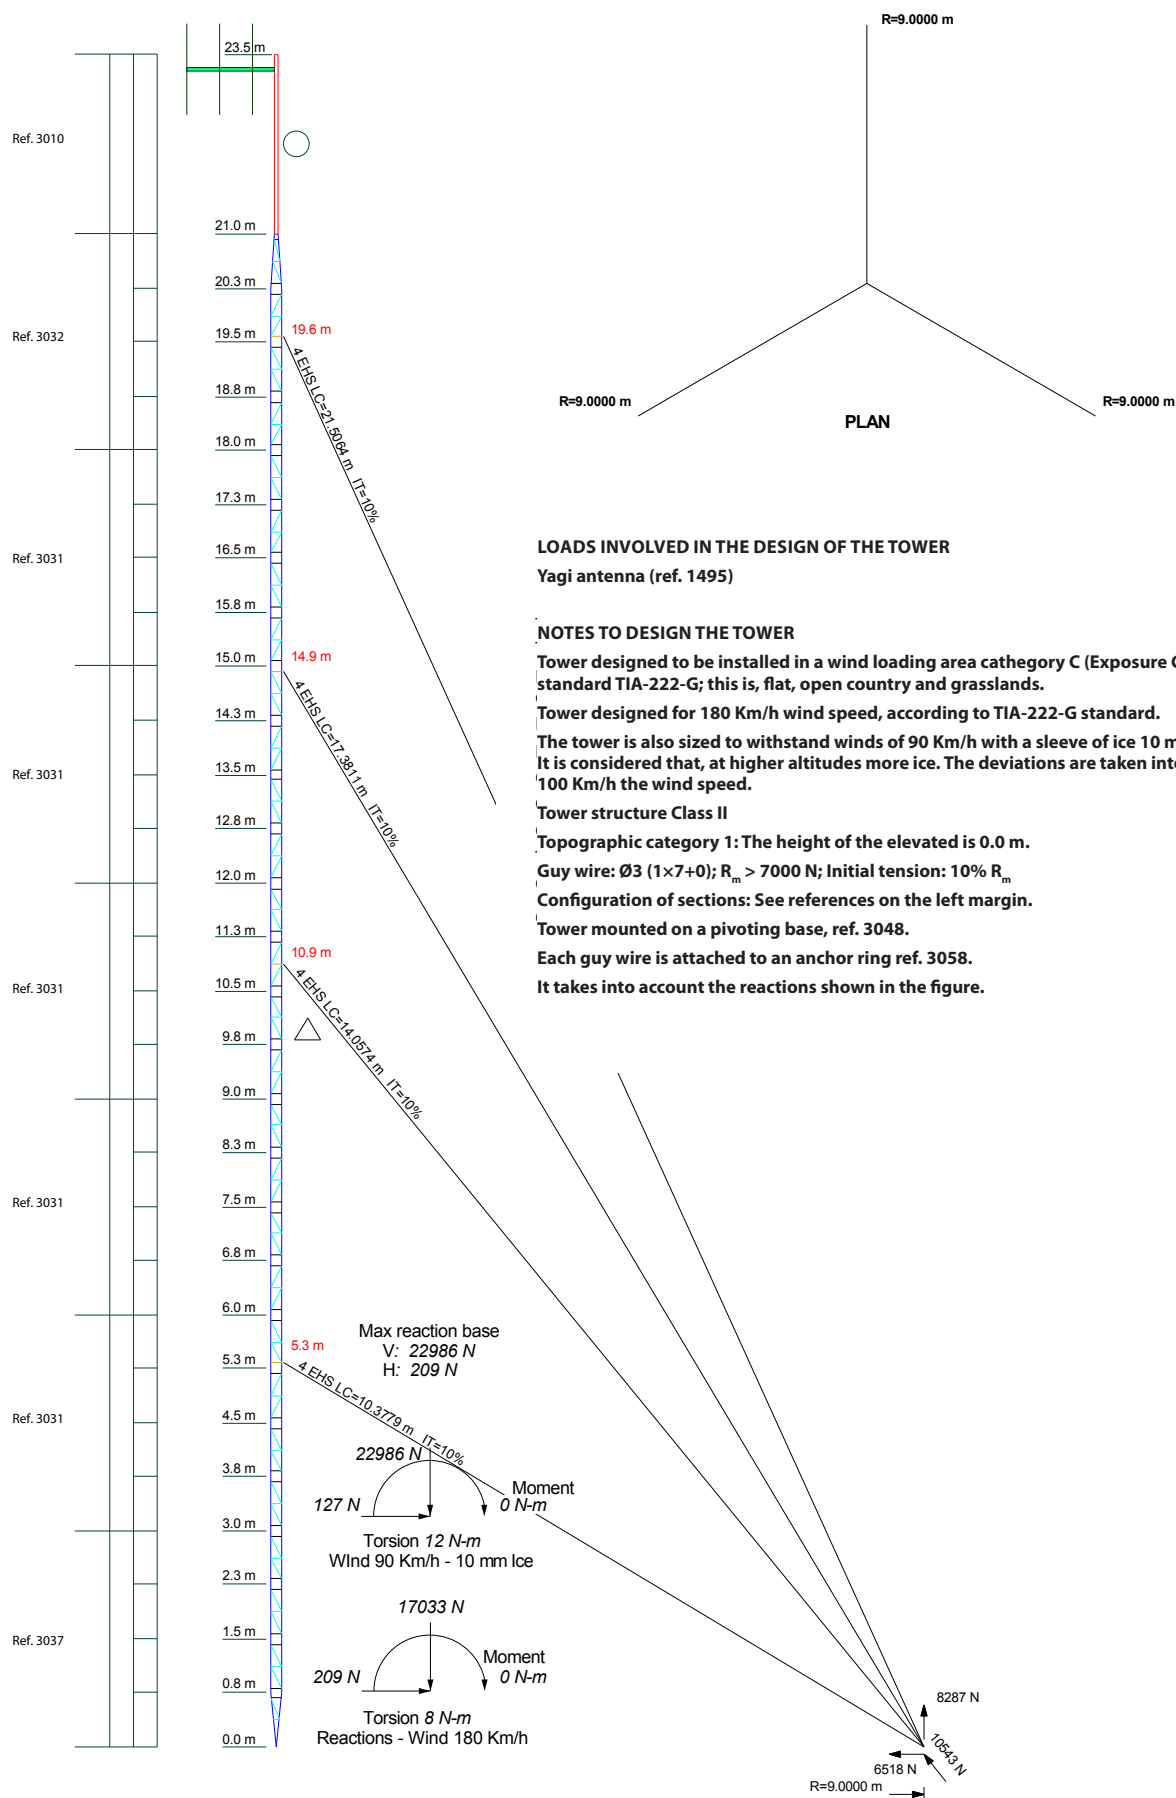 R=9.0000 m
23.5 m
Ref. 3010
21.0 m
20.3 m
Ref. 3032
19.5 m
19.6 m
4 EHS LC=21.5064 m IT=10%
18.8 m
R=9.0000 m
R=9.0000 m
PLAN
18.0 m
17.3 m
LOADS INVOLVED IN THE DESIGN OF THE TOWER
Ref. 3031
16.5 m
Yagi antenna (ref. 1495)
15.8 m
NOTES TO DESIGN THE TOWER
15.0 m
14.9 m
4 EHS LC=17.3811 m IT=10%
Tower designed to be installed in a wind loading area cathegory C (Exposure C
standard TIA-222-G; this is, flat, open country and grasslands.
14.3 m
Tower designed for 180 Km/h wind speed, according to TIA-222-G standard.
The tower is also sized to withstand winds of 90 Km/h with a sleeve of ice 10 m
It is considered that, at higher altitudes more ice. The deviations are taken into
100 Km/h the wind speed.
Ref. 3031
13.5 m
12.8 m
Tower structure Class II
Topographic category 1: The height of the elevated is 0.0 m.
12.0 m
Guy wire: Ø3 (1×7+0); Rm > 7000 N; Initial tension: 10% Rm
Configuration of sections: See references on the left margin.
11.3 m
Tower mounted on a pivoting base, ref. 3048.
10.9 m
4 EHS LC=14.0574 m IT=10%
Each guy wire is attached to an anchor ring ref. 3058.
Ref. 3031
10.5 m
It takes into account the reactions shown in the figure.
9.8 m
9.0 m
8.3 m
Ref. 3031
7.5 m
6.8 m
6.0 m
5.3 m
Max reaction base
V: 22986 N
H: 209 N
5.3 m
4 EHS LC=10.3779 m IT=10%
Ref. 3031
4.5 m
3.8 m
22986 N
127 N
Moment
0 N-m
3.0 m
Torsion 12 N-m
WInd 90 Km/h - 10 mm Ice
2.3 m
17033 N
Ref. 3037
1.5 m
209 N
Moment
0 N-m
0.8 m
Torsion 8 N-m
Reactions - Wind 180 Km/h
0.0 m
8287 N
10543 N
6518 N
R=9.0000 m